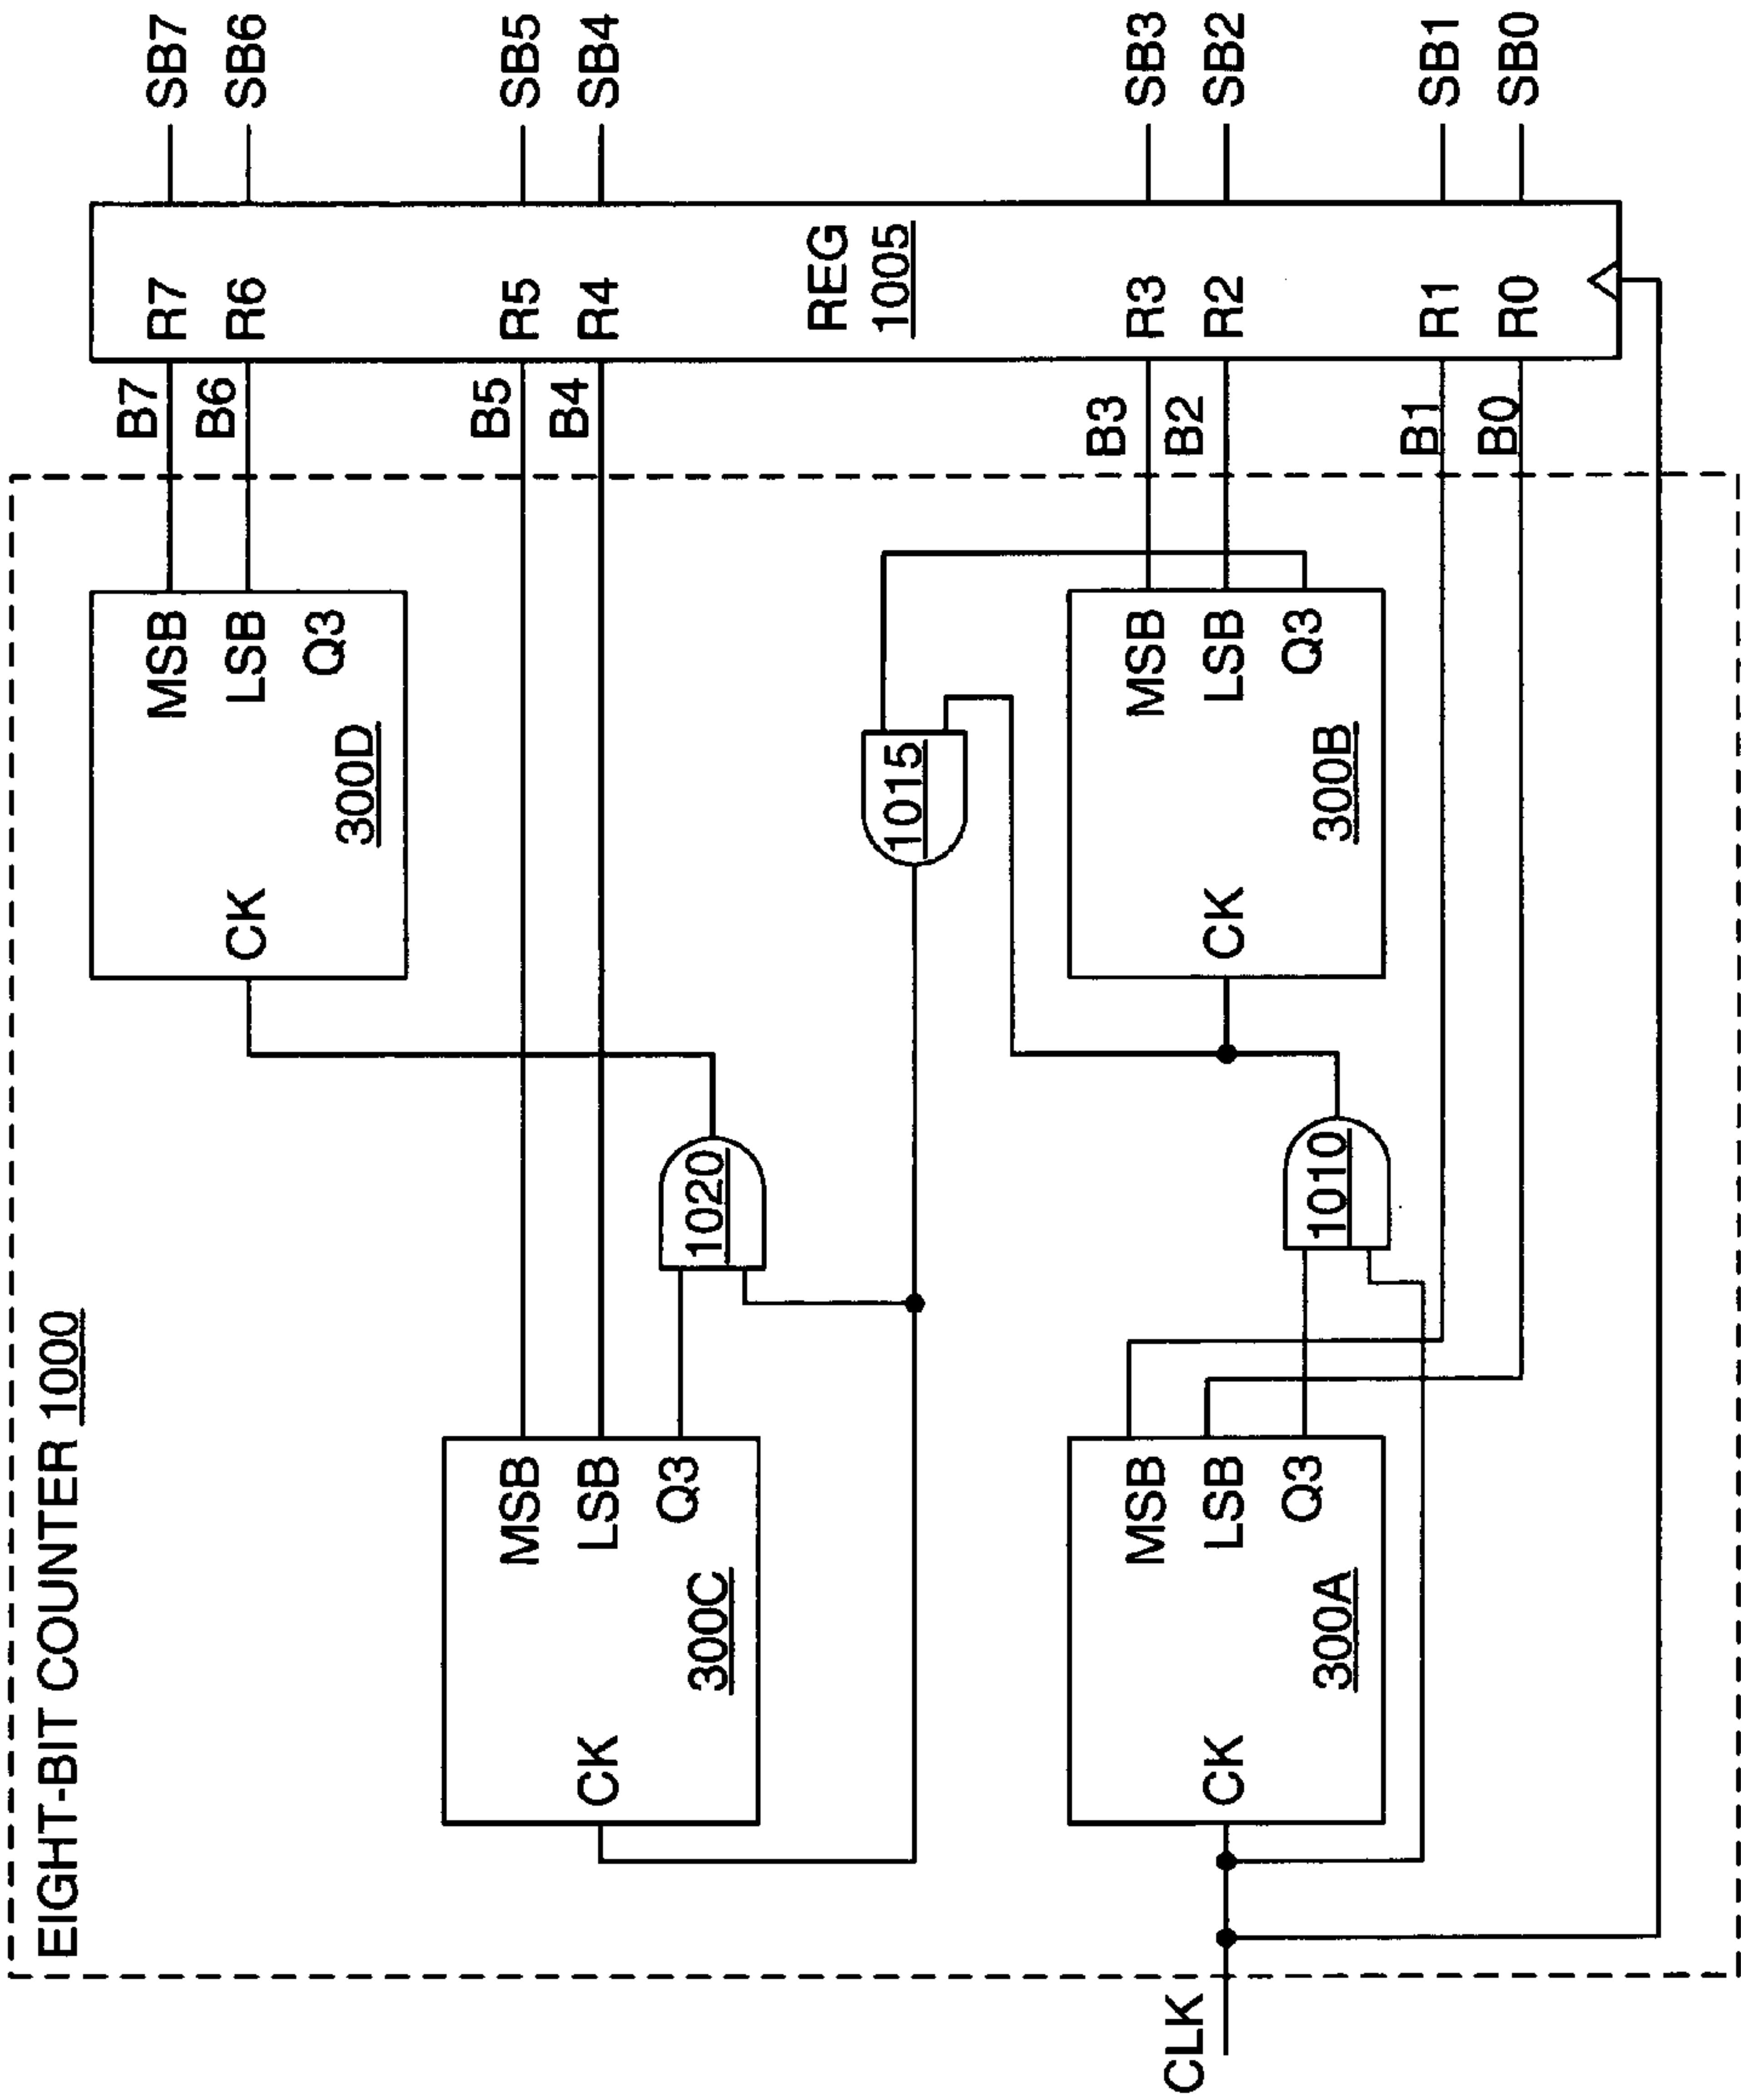 EIGHT-BIT COUNTER 1000
CLK
300C
CK
MSB
LSB
Q3
300A
CK
MSB
LSB
Q3
1020
1010
1015
300D
CK
MSB
LSB
Q3
300B
CK
MSB
LSB
Q3
B7
B6
B5
B4
B3
B2
B1
B0
R7
R6
R5
R4
REG
1005
R3
R2
R1
R0
SB7
SB6
SB5
SB4
SB3
SB2
SB1
SB0